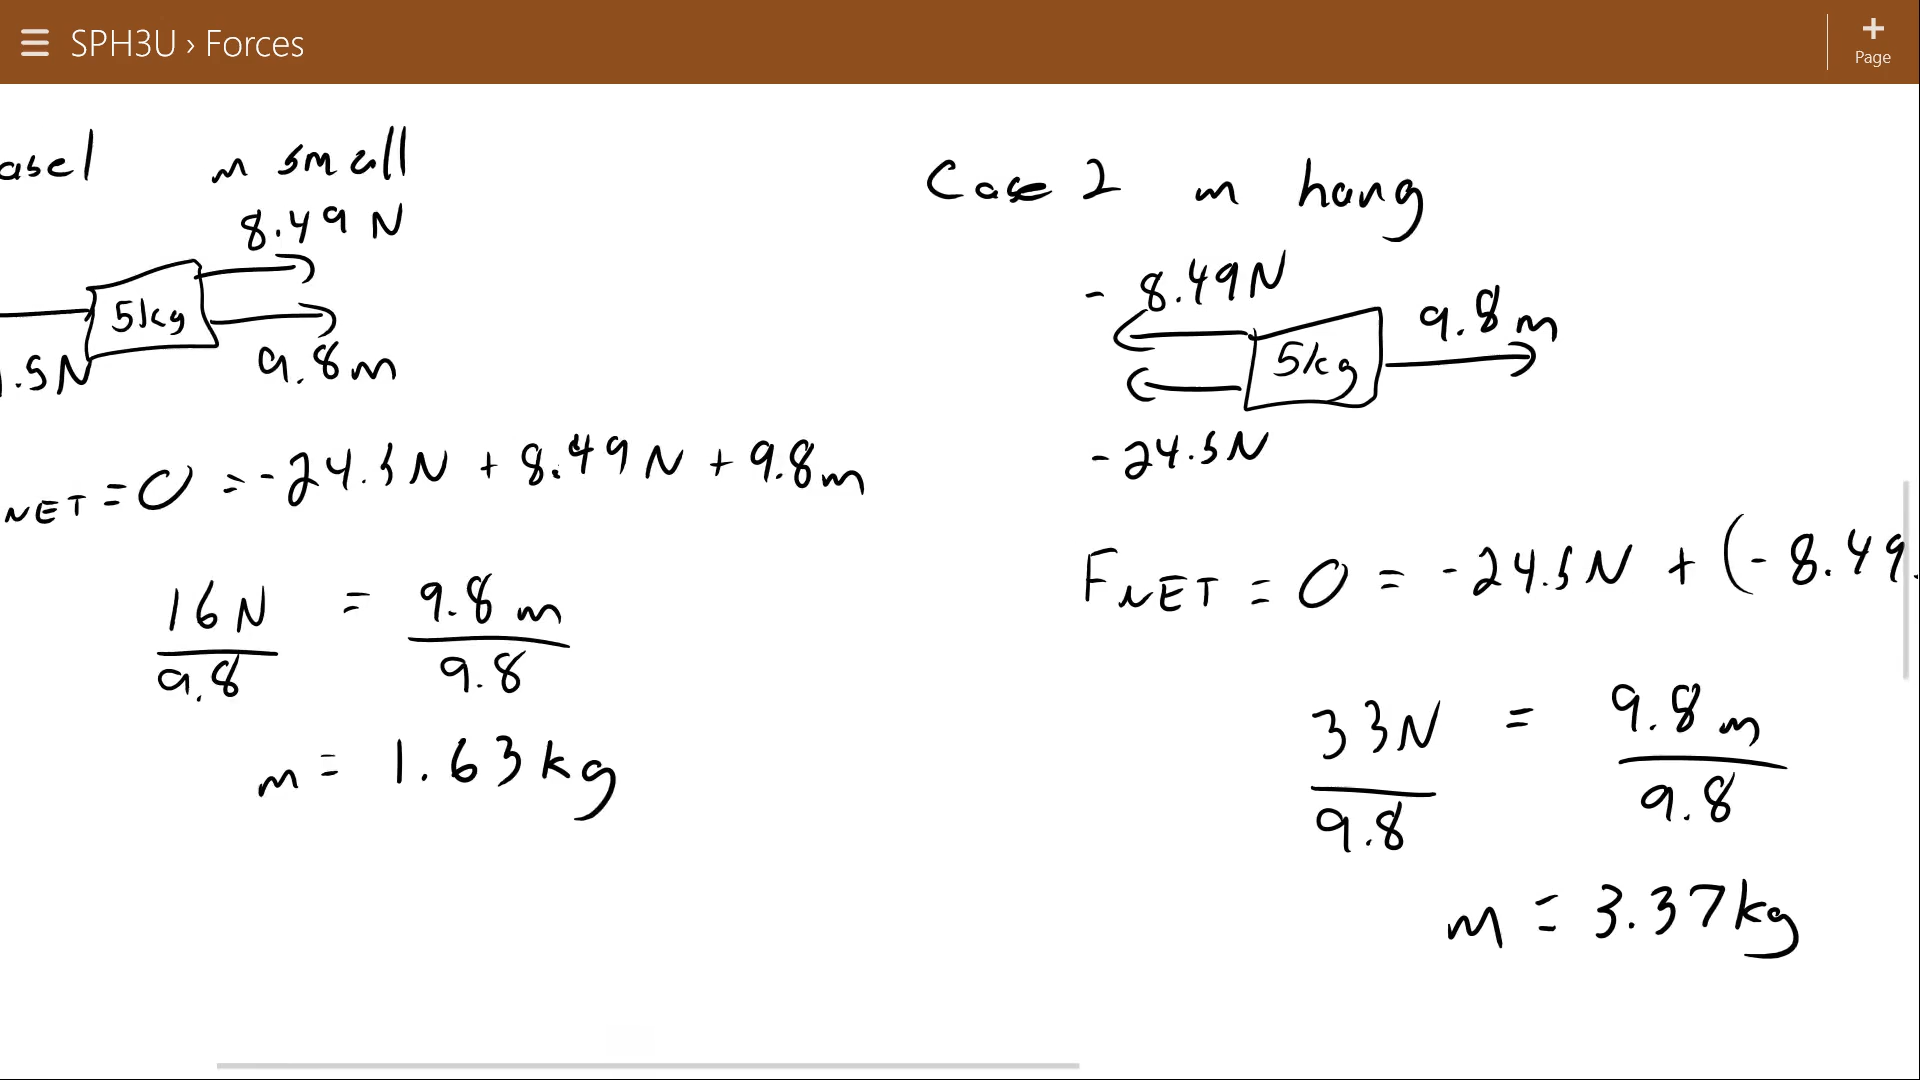 SPH3U › Forces
+
Page
ase1 m small
8.49 N
5kg
.5N
9.8m
NET = 0 = -24.5N + 8.49N + 9.8m
16N = 9.8m
9.8 9.8
m = 1.63kg
Case 2 m hang
- 8.49N
9.8m
5kg
-24.5N
FNET = 0 = -24.5N + (-8.49
33N = 9.8m
9.8 9.8
m = 3.37kg